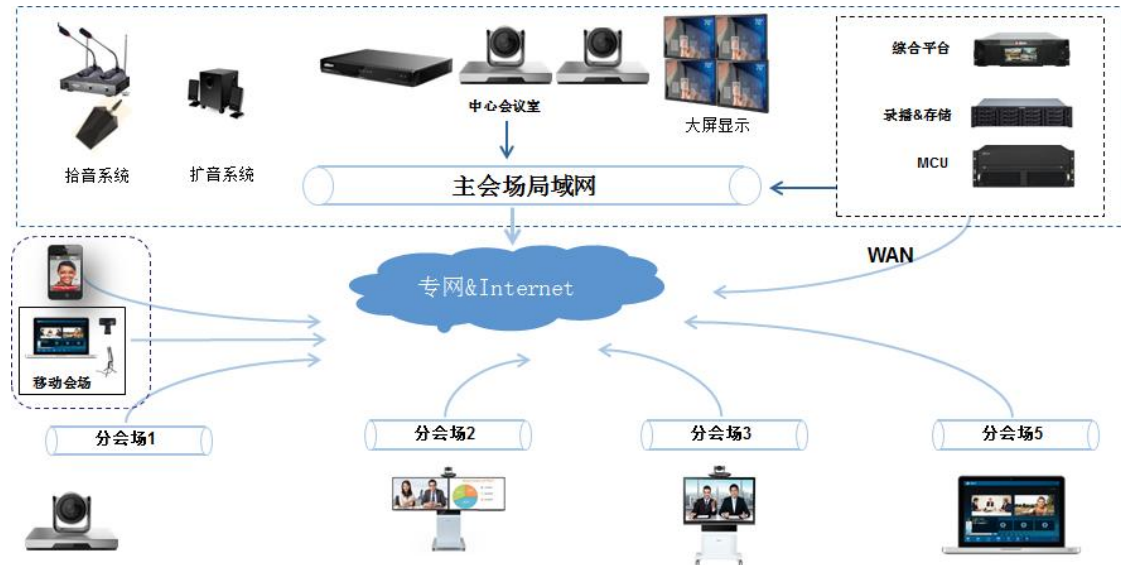 综合平台
中心会议室
录播&存储
大屏显示
MCU
拾音系统
扩音系统
主会场局域网
WAN
专网&Internet
移动会场
分会场1
分会场2
分会场3
分会场5